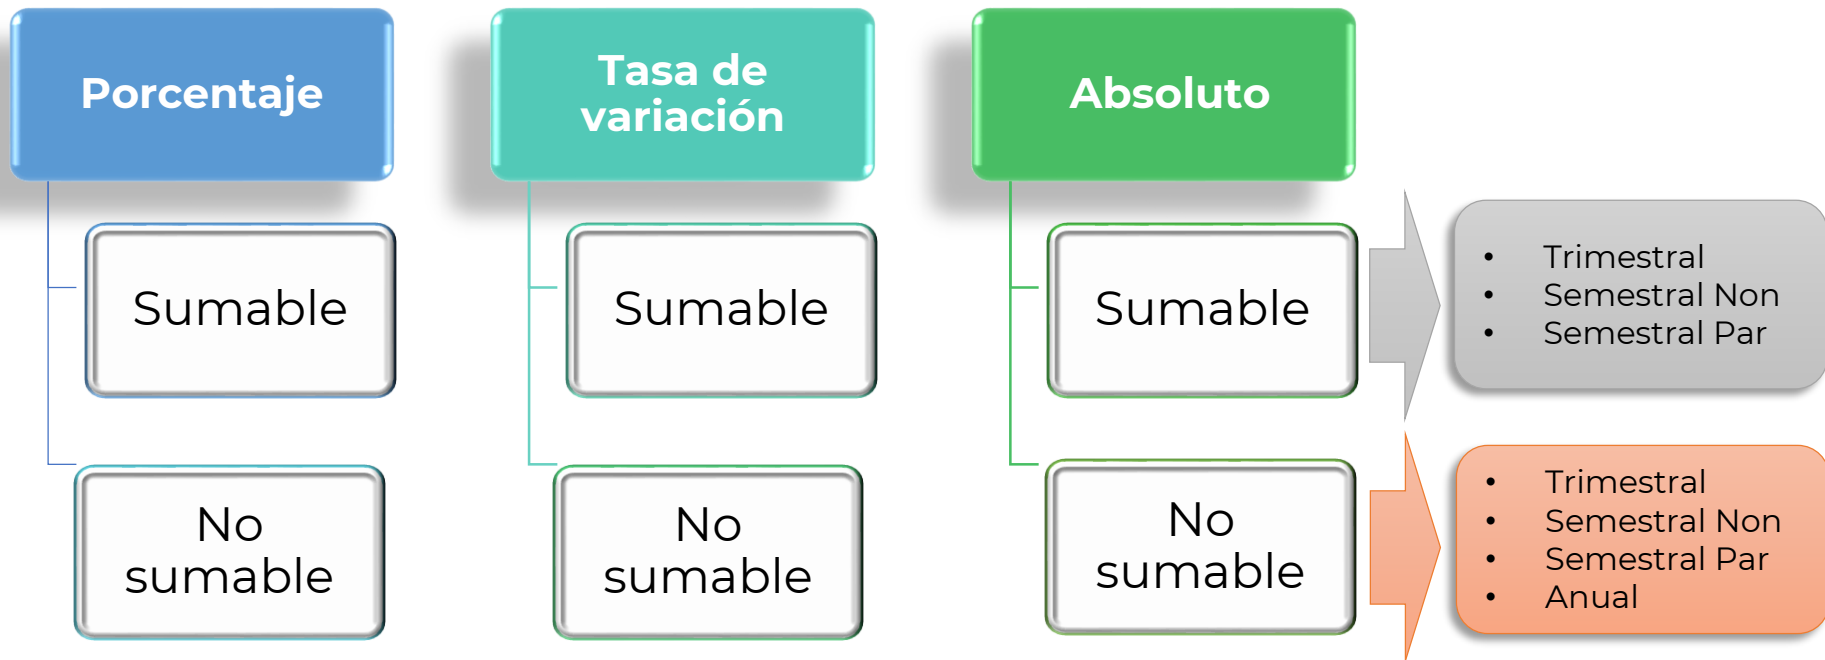 Porcentaje
Tasa de
variación
Absoluto
Sumable
Sumable
Sumable
• Trimestral
• Semestral Non
• Semestral Par
No
sumable
No
sumable
No
sumable
• Trimestral
• Semestral Non
• Semestral Par
• Anual